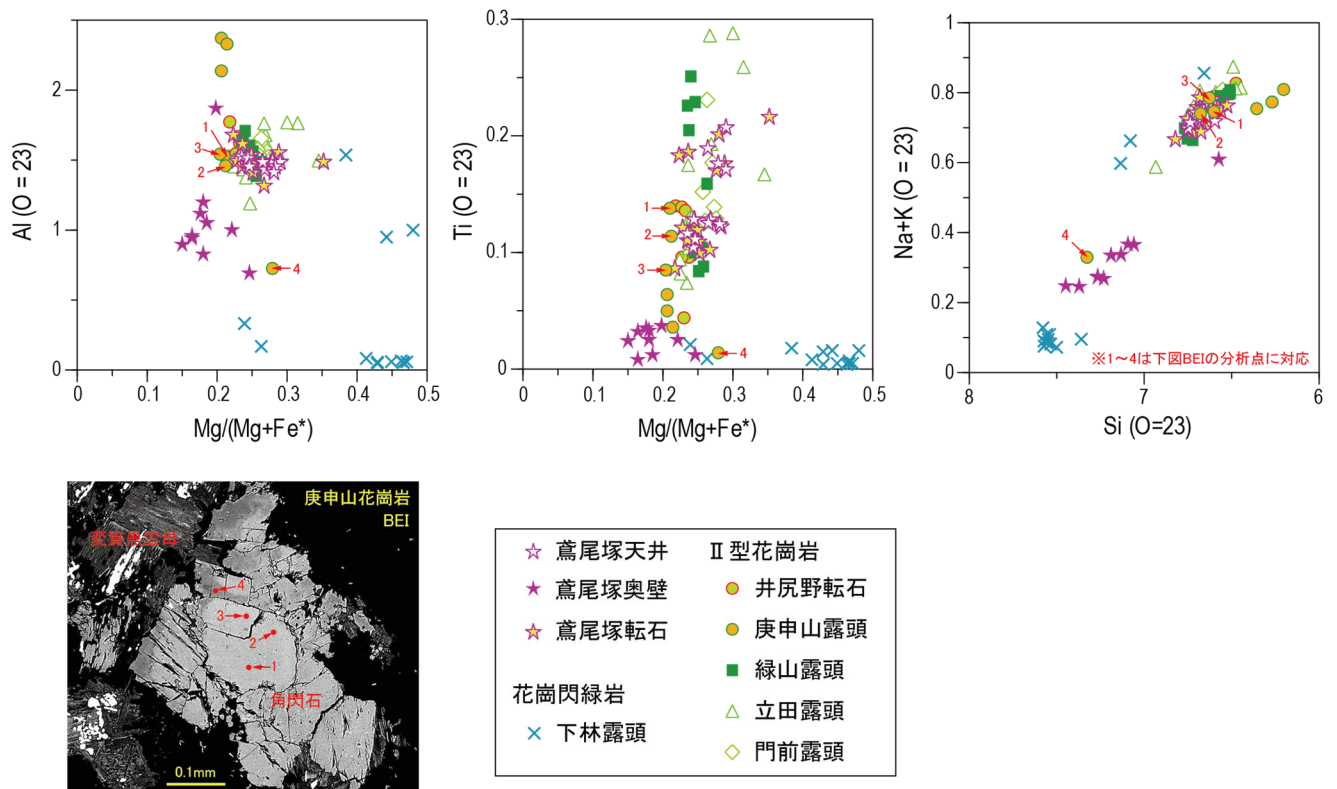 Al (O = 23)
2
1
0
0
0.1
0.2
0.3
0.4
0.5
Mg/(Mg+Fe*)
1
3
2
4
Ti (O = 23)
0.3
0.2
0.1
0
0
0.1
0.2
0.3
0.4
0.5
Mg/(Mg+Fe*)
1
2
3
4
Na+K (O = 23)
1
0.8
0.6
0.4
0.2
0
8
7
6
Si (O=23)
3
1
2
4
※1～4は下図BEIの分析点に対応
庚申山花崗岩
BEI
変質黒雲母
4
3
2
1
角閃石
0.1mm
鳶尾塚天井
鳶尾塚奥壁
鳶尾塚転石
花崗閃緑岩
下林露頭
Ⅱ型花崗岩
井尻野転石
庚申山露頭
緑山露頭
立田露頭
門前露頭